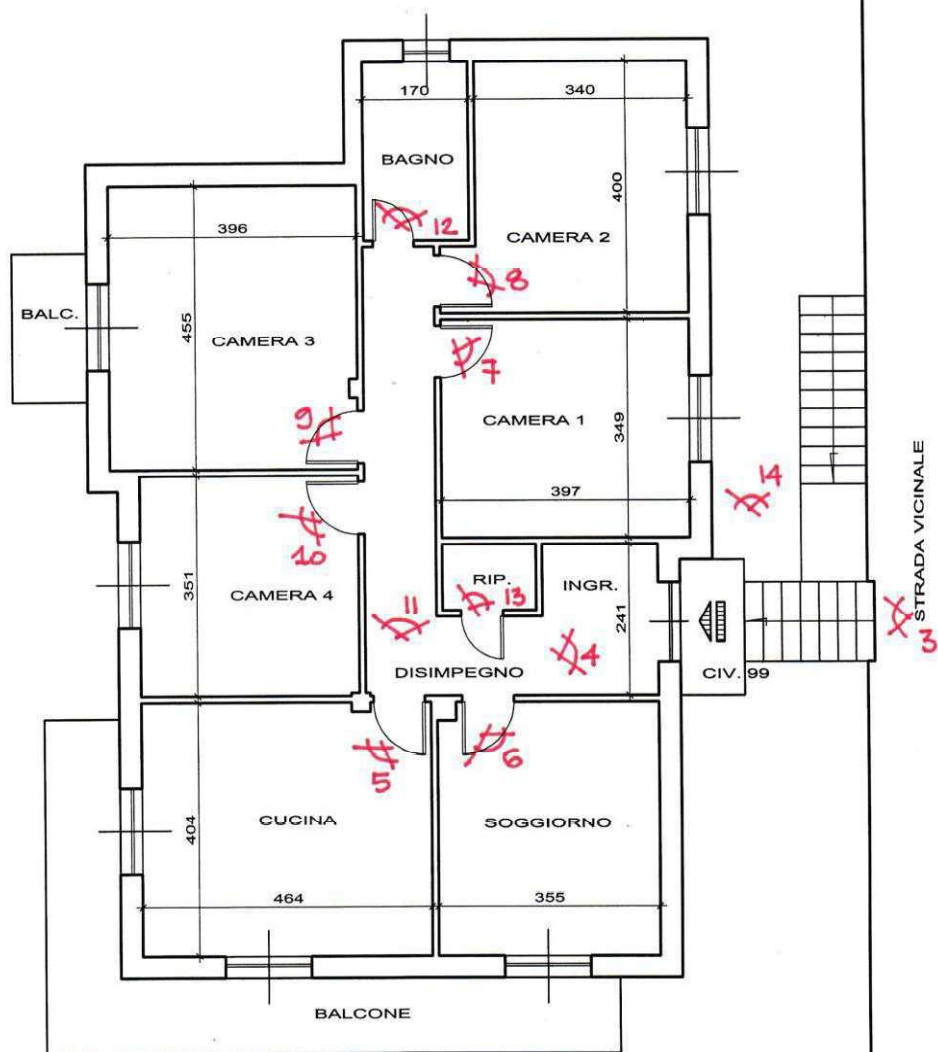 170
340
BAGNO
400
396
12
CAMERA 2
8
BALC.
455
CAMERA 3
7
9
CAMERA 1
349
STRADA VICINALE
397
14
10
351
RIP.
13
INGR.
241
CAMERA 4
11
4
3
DISIMPEGNO
CIV. 99
5
6
CUCINA
SOGGIORNO
404
464
355
BALCONE